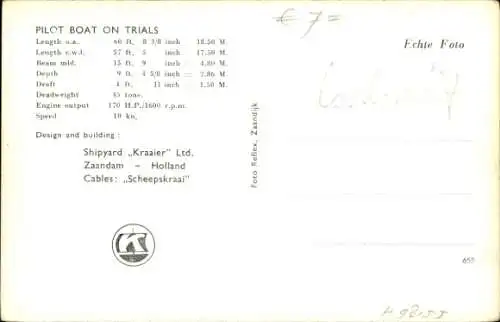 € 7=
PILOT BOAT ON TRIALS
Length o.a. 60 ft. 8 3/8 inch = 18.50 M.
Length c.w.l. 57 ft. 5 inch = 17.50 M.
Beam mld. 15 ft. 9 inch = 4.80 M.
Depth 9 ft. 4 5/8 inch = 2.86 M.
Draft 4 ft. 11 inch = 1.50 M.
Deadweight tons.
Engine output 170 H.P./1600 r.p.m.
Speed 10 kn.
Design and building :
Shipyard „Kraaier” Ltd.
Zaandam – Holland
Cables: „Scheepskraai”
K
Foto Reflex, Zaandijk
Echte Foto